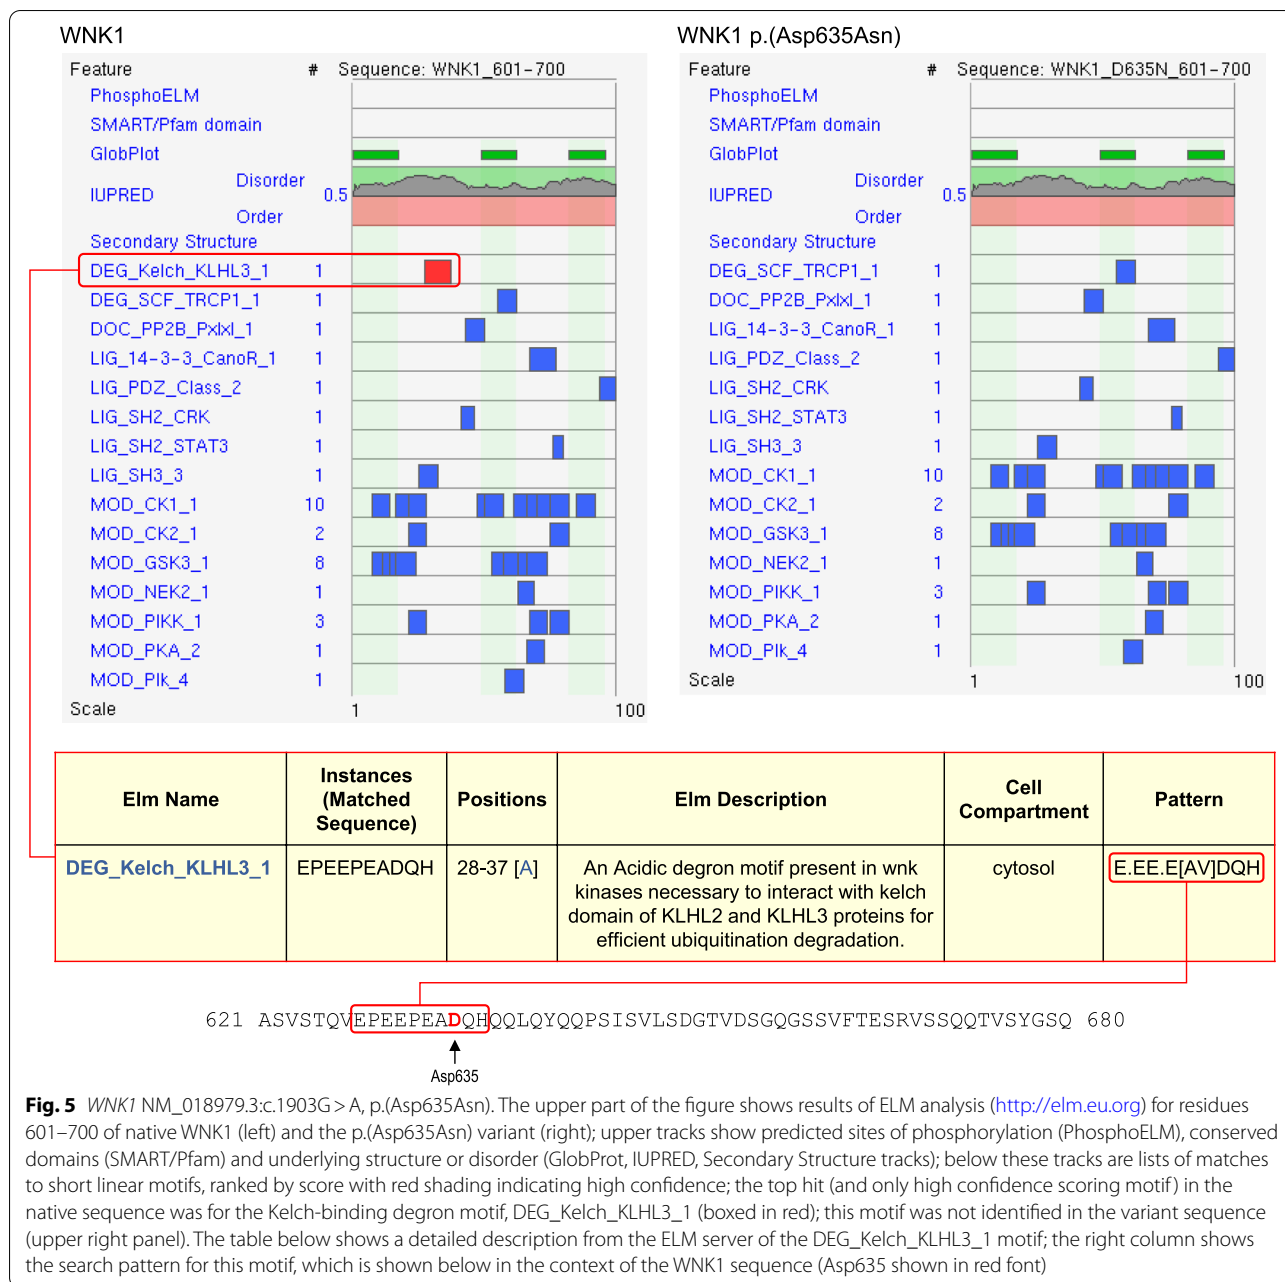 WNK1
Feature # Sequence: WNK1_601-700
PhosphoELM
SMART/Pfam domain
GlobPlot
Disorder
IUPRED 0.5
Order
Secondary Structure
DEG_Kelch_KLHL3_1 1
DEG_SCF_TRCP1_1 1
DOC_PP2B_PxIxI_1 1
LIG_14-3-3_CanoR_1 1
LIG_PDZ_Class_2 1
LIG_SH2_CRK 1
LIG_SH2_STAT3 1
LIG_SH3_3 1
MOD_CK1_1 10
MOD_CK2_1 2
MOD_GSK3_1 8
MOD_NEK2_1 1
MOD_PIKK_1 3
MOD_PKA_2 1
MOD_Plk_4 1
Scale 1 100
WNK1 p.(Asp635Asn)
Feature # Sequence: WNK1_D635N_601-700
PhosphoELM
SMART/Pfam domain
GlobPlot
Disorder
IUPRED 0.5
Order
Secondary Structure
DEG_SCF_TRCP1_1 1
DOC_PP2B_PxIxI_1 1
LIG_14-3-3_CanoR_1 1
LIG_PDZ_Class_2 1
LIG_SH2_CRK 1
LIG_SH2_STAT3 1
LIG_SH3_3 1
MOD_CK1_1 10
MOD_CK2_1 2
MOD_GSK3_1 8
MOD_NEK2_1 1
MOD_PIKK_1 3
MOD_PKA_2 1
MOD_Plk_4 1
Scale 1 100
Elm Name
Instances
(Matched
Sequence)
Positions
Elm Description
Cell
Compartment
Pattern
DEG_Kelch_KLHL3_1
EPEEPEADQH
28-37 [A]
An Acidic degron motif present in wnk
kinases necessary to interact with kelch
domain of KLHL2 and KLHL3 proteins for
efficient ubiquitination degradation.
cytosol
E.EE.E[AV]DQH
621 ASVSTQVEPEEPEADQHQQLQYQQPSISVLSDGTVDSGQGSSVFTESRVSSQQTVSYGSQ 680
Asp635
Fig. 5 WNK1 NM_018979.3:c.1903G > A, p.(Asp635Asn). The upper part of the figure shows results of ELM analysis (http://elm.eu.org) for residues
601–700 of native WNK1 (left) and the p.(Asp635Asn) variant (right); upper tracks show predicted sites of phosphorylation (PhosphoELM), conserved
domains (SMART/Pfam) and underlying structure or disorder (GlobProt, IUPRED, Secondary Structure tracks); below these tracks are lists of matches
to short linear motifs, ranked by score with red shading indicating high confidence; the top hit (and only high confidence scoring motif) in the
native sequence was for the Kelch-binding degron motif, DEG_Kelch_KLHL3_1 (boxed in red); this motif was not identified in the variant sequence
(upper right panel). The table below shows a detailed description from the ELM server of the DEG_Kelch_KLHL3_1 motif; the right column shows
the search pattern for this motif, which is shown below in the context of the WNK1 sequence (Asp635 shown in red font)